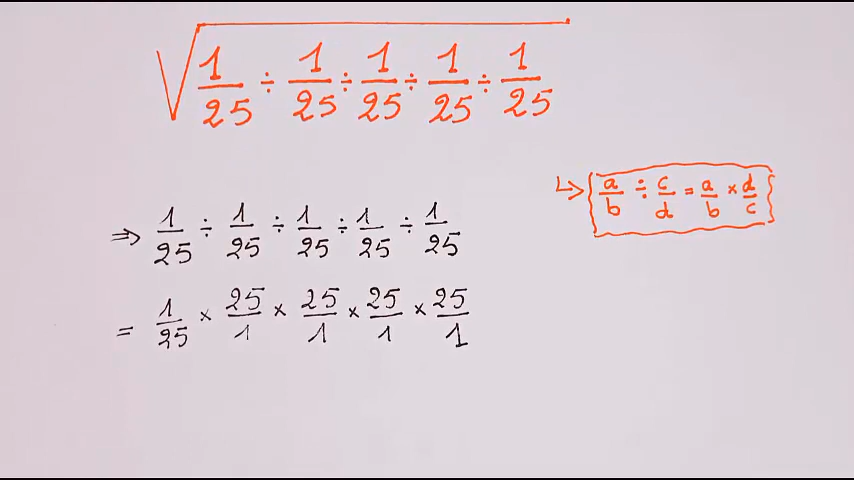 √(1/25 ÷ 1/25 ÷ 1/25 ÷ 1/25 ÷ 1/25)
↳ a/b ÷ c/d = a/b × d/c
⇒ 1/25 ÷ 1/25 ÷ 1/25 ÷ 1/25 ÷ 1/25
= 1/25 × 25/1 × 25/1 × 25/1 × 25/1